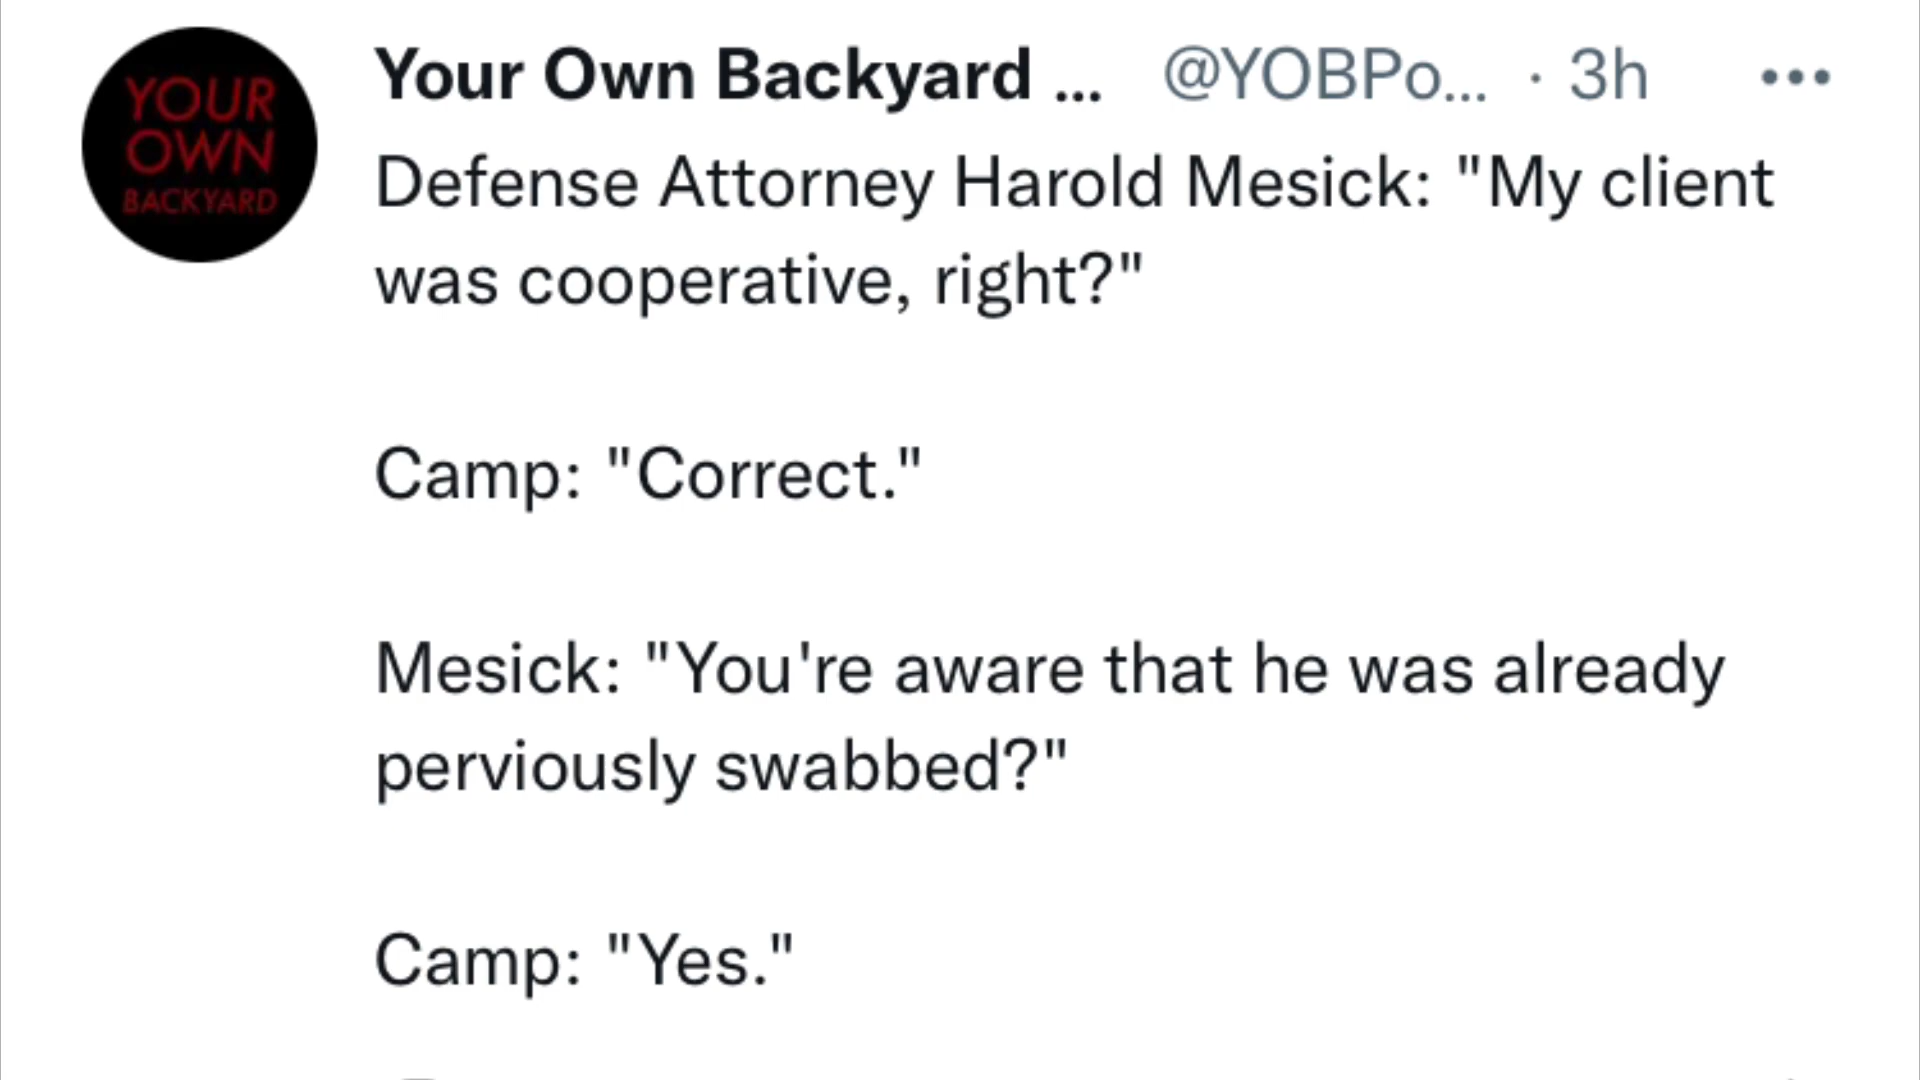 YOUR
OWN
BACKYARD
Your Own Backyard ... @YOBPo... · 3h
Defense Attorney Harold Mesick: "My client
was cooperative, right?"
Camp: "Correct."
Mesick: "You're aware that he was already
perviously swabbed?"
Camp: "Yes."